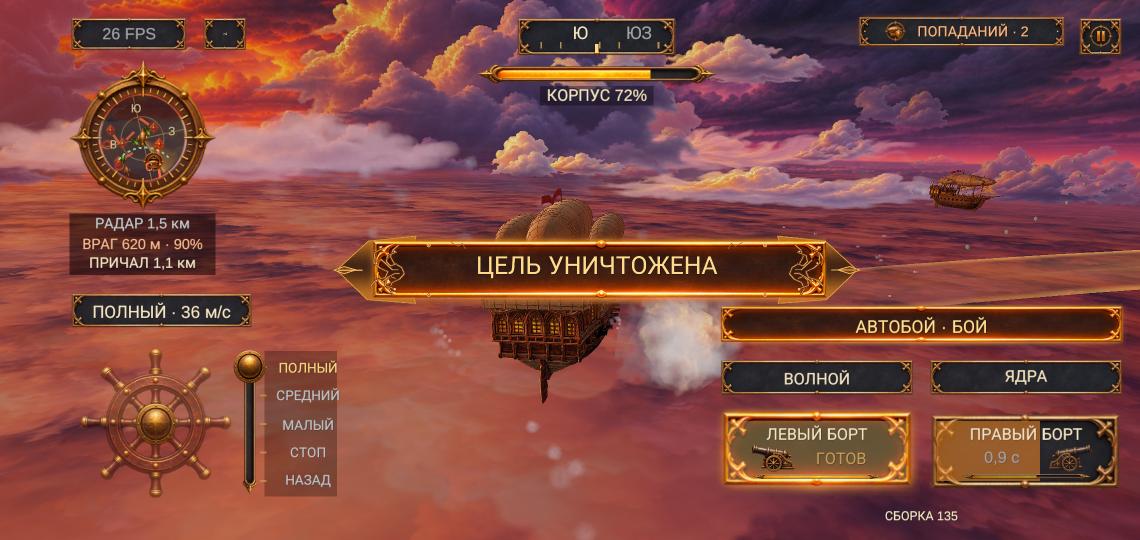 26 FPS
Ю ЮЗ
ПОПАДАНИЙ · 2
КОРПУС 72%
Ю
З
В
РАДАР 1,5 км
ВРАГ 620 м · 90%
ПРИЧАЛ 1,1 км
ЦЕЛЬ УНИЧТОЖЕНА
ПОЛНЫЙ · 36 м/с
АВТОБОЙ · БОЙ
ВОЛНОЙ
ЯДРА
ПОЛНЫЙ
СРЕДНИЙ
МАЛЫЙ
СТОП
НАЗАД
ЛЕВЫЙ БОРТ
ГОТОВ
ПРАВЫЙ БОРТ
0,9 с
СБОРКА 135